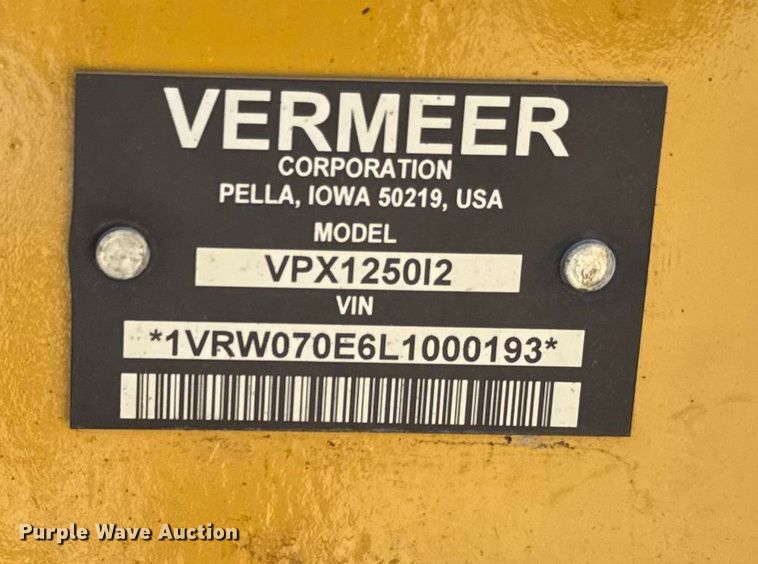 VERMEER
CORPORATION
PELLA, IOWA 50219, USA
MODEL
VPX1250I2
VIN
*1VRW070E6L1000193*
Purple Wave Auction